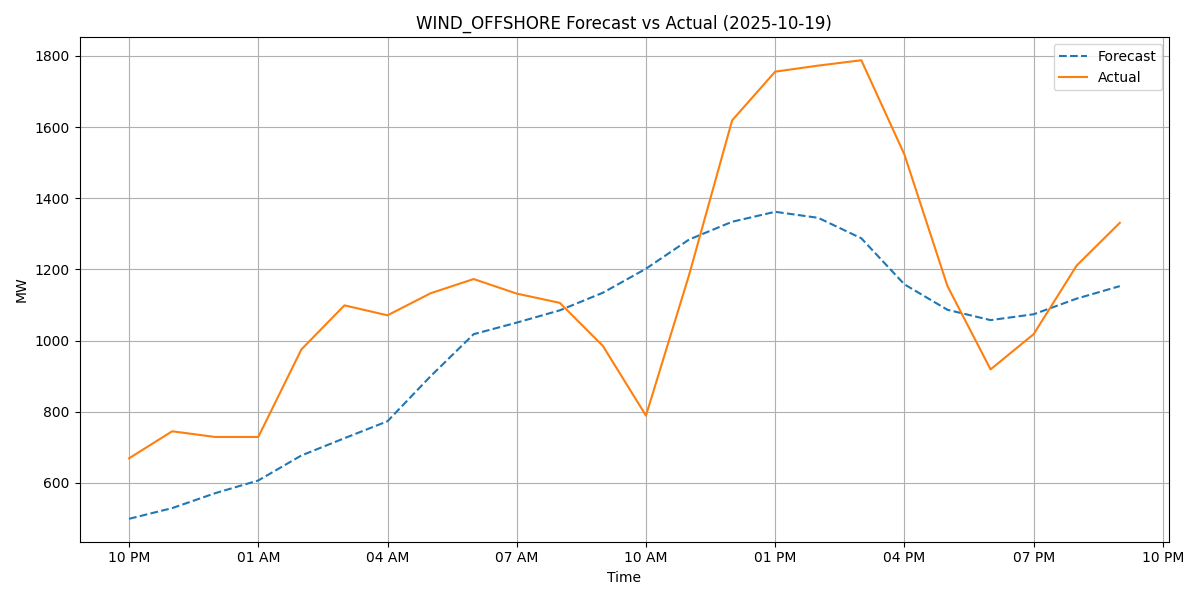 WIND_OFFSHORE Forecast vs Actual (2025-10-19)
Forecast
Actual
MW
1800
1600
1400
1200
1000
800
600
10 PM 01 AM 04 AM 07 AM 10 AM 01 PM 04 PM 07 PM 10 PM
Time